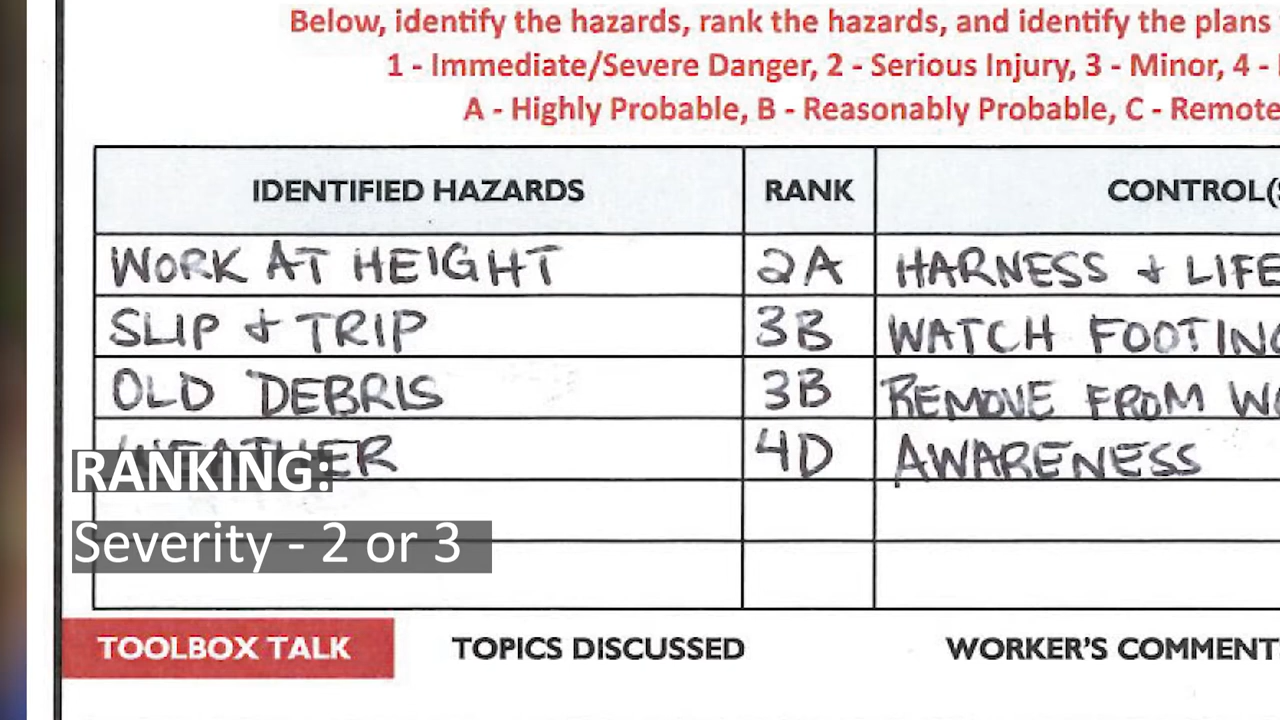 Below, identify the hazards, rank the hazards, and identify the plans
1 - Immediate/Severe Danger, 2 - Serious Injury, 3 - Minor, 4 -
A - Highly Probable, B - Reasonably Probable, C - Remote
IDENTIFIED HAZARDS RANK CONTROL(S
WORK AT HEIGHT 2A HARNESS & LIFE
SLIP & TRIP 3B WATCH FOOTING
OLD DEBRIS 3B REMOVE FROM WO
WEATHER 4D AWARENESS
RANKING:
Severity - 2 or 3
TOOLBOX TALK TOPICS DISCUSSED WORKER'S COMMENT